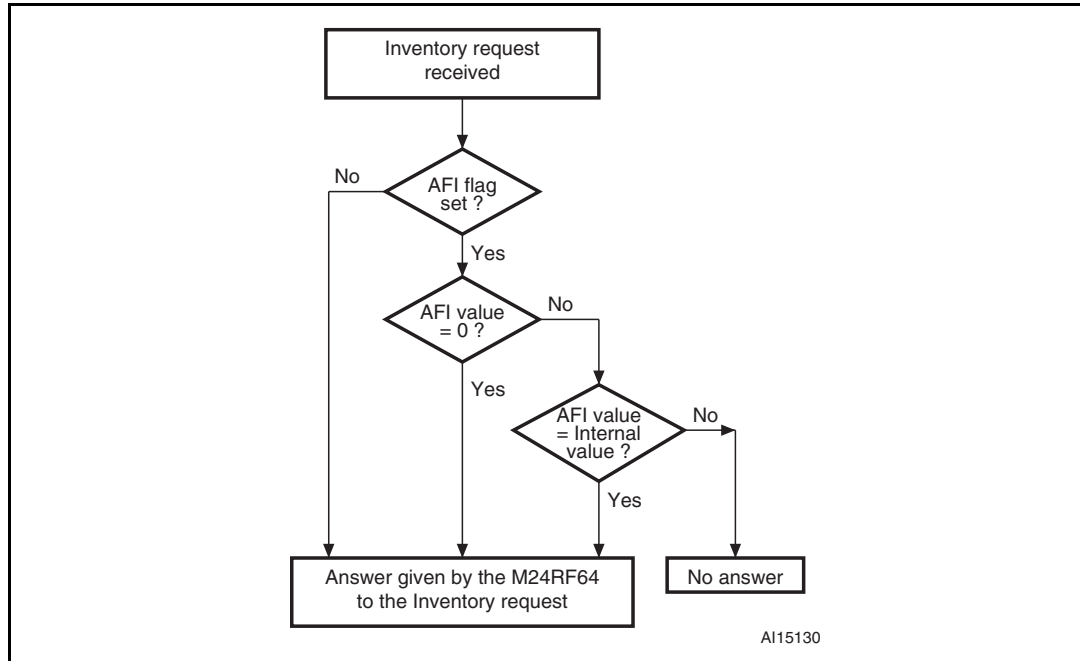 Inventory request
received
No
AFI flag
set ?
Yes
AFI value
= 0 ?
No
Yes
AFI value
= Internal
value ?
No
Yes
Answer given by the M24RF64
to the Inventory request
No answer
AI15130